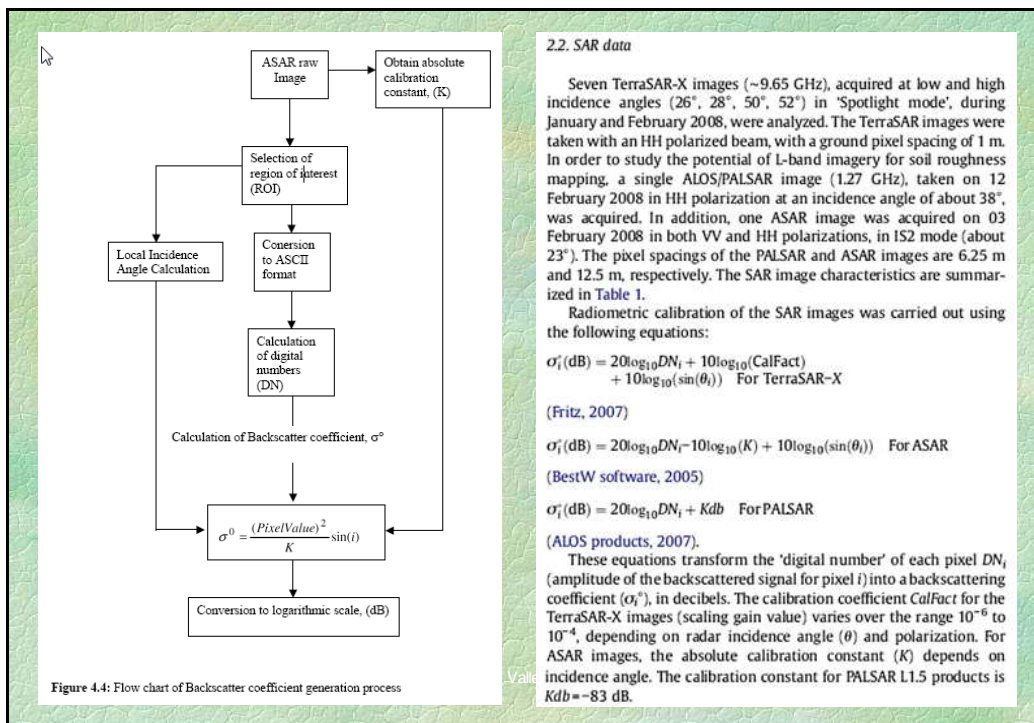 ASAR raw
Image
Obtain absolute
calibration
constant, (K)
Selection of
region of interest
(ROI)
Local Incidence
Angle Calculation
Conersion
to ASCII
format
Calculation
of digital
numbers
(DN)
Calculation of Backscatter coefficient, σ°
σ⁰ = (PixelValue)² / K sin(i)
Conversion to logarithmic scale, (dB)
Figure 4.4: Flow chart of Backscatter coefficient generation process
Valle
2.2. SAR data
Seven TerraSAR-X images (~9.65 GHz), acquired at low and high
incidence angles (26°, 28°, 50°, 52°) in 'Spotlight mode', during
January and February 2008, were analyzed. The TerraSAR images were
taken with an HH polarized beam, with a ground pixel spacing of 1 m.
In order to study the potential of L-band imagery for soil roughness
mapping, a single ALOS/PALSAR image (1.27 GHz), taken on 12
February 2008 in HH polarization at an incidence angle of about 38°,
was acquired. In addition, one ASAR image was acquired on 03
February 2008 in both VV and HH polarizations, in IS2 mode (about
23°). The pixel spacings of the PALSAR and ASAR images are 6.25 m
and 12.5 m, respectively. The SAR image characteristics are summar-
ized in Table 1.
Radiometric calibration of the SAR images was carried out using
the following equations:
σᵢ°(dB) = 20log₁₀DNᵢ + 10log₁₀(CalFact)
+ 10log₁₀(sin(θᵢ)) For TerraSAR-X
(Fritz, 2007)
σᵢ°(dB) = 20log₁₀DNᵢ−10log₁₀(K) + 10log₁₀(sin(θᵢ)) For ASAR
(BestW software, 2005)
σᵢ°(dB) = 20log₁₀DNᵢ + Kdb For PALSAR
(ALOS products, 2007).
These equations transform the 'digital number' of each pixel DNᵢ
(amplitude of the backscattered signal for pixel i) into a backscattering
coefficient (σᵢ°), in decibels. The calibration coefficient CalFact for the
TerraSAR-X images (scaling gain value) varies over the range 10⁻⁶ to
10⁻⁴, depending on radar incidence angle (θ) and polarization. For
ASAR images, the absolute calibration constant (K) depends on
incidence angle. The calibration constant for PALSAR L1.5 products is
Kdb=−83 dB.